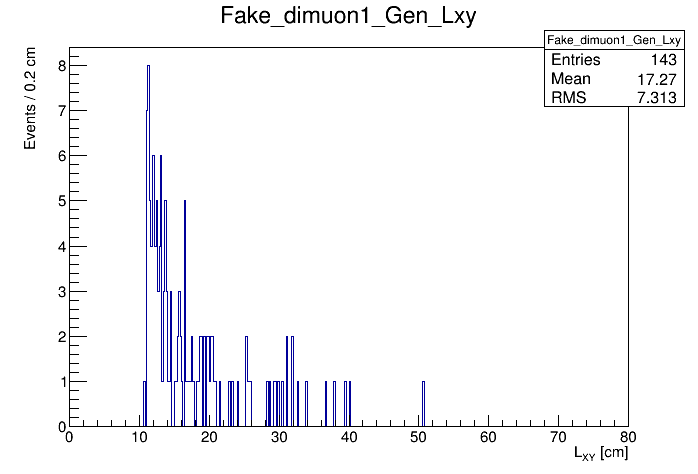 Fake_dimuon1_Gen_Lxy
Fake_dimuon1_Gen_Lxy
Entries 143
Mean 17.27
RMS 7.313
Events / 0.2 cm
8
7
6
5
4
3
2
1
0
0 10 20 30 40 50 60 70 80
LXY [cm]